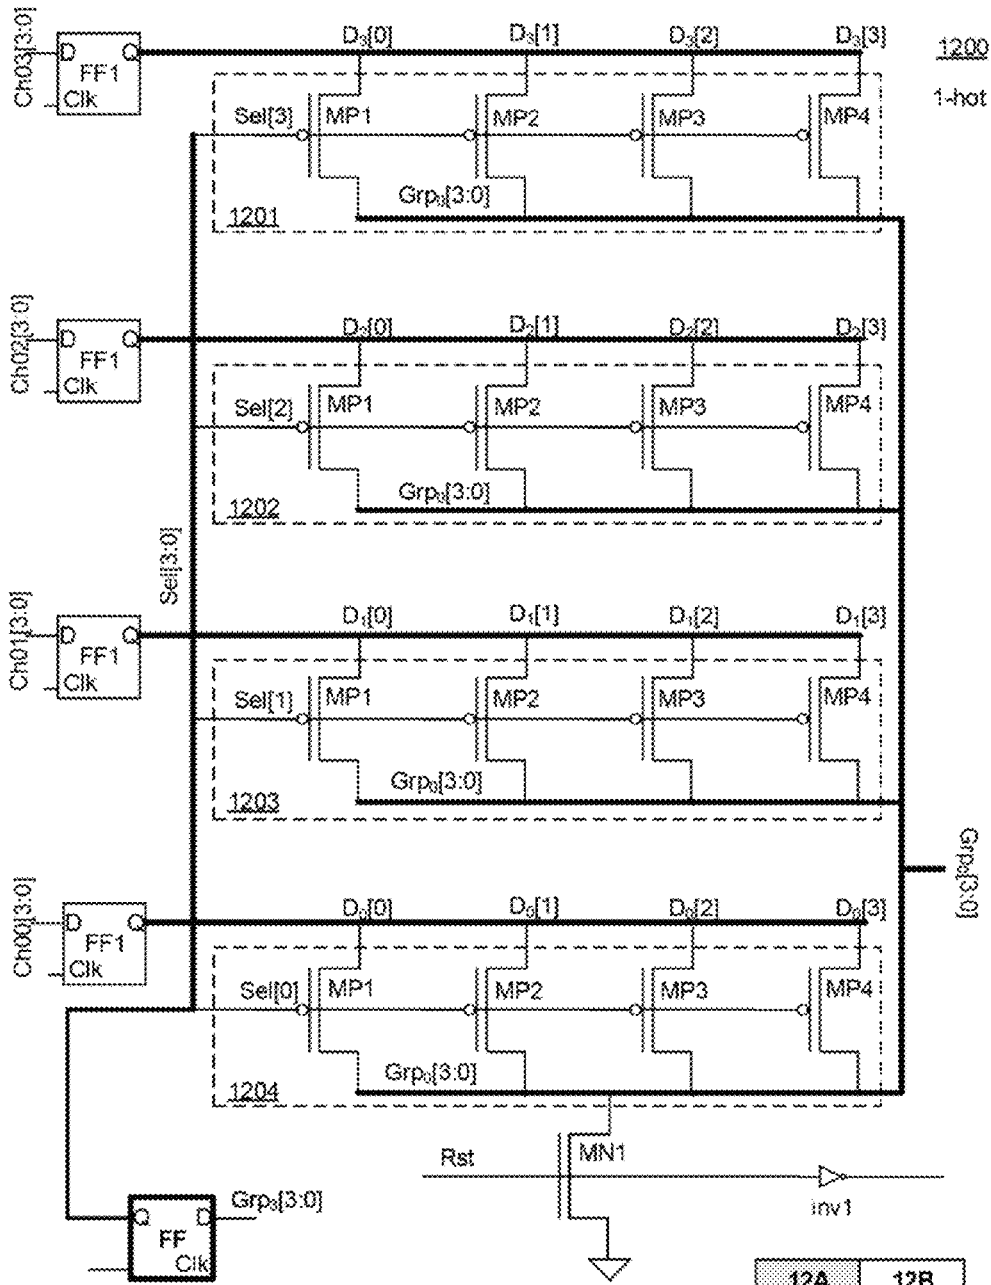 Ch03[3:0]
D
Q
FF1
Clk
D₃[0]
D₃[1]
D₃[2]
D₃[3]
1200
1-hot
Sel[3]
MP1
MP2
MP3
MP4
Grp₀[3:0]
1201
Ch02[3:0]
D
Q
FF1
Clk
D₂[0]
D₂[1]
D₂[2]
D₂[3]
Sel[2]
MP1
MP2
MP3
MP4
Grp₀[3:0]
1202
Sel[3:0]
Ch01[3:0]
D
Q
FF1
Clk
D₁[0]
D₁[1]
D₁[2]
D₁[3]
Sel[1]
MP1
MP2
MP3
MP4
Grp₀[3:0]
1203
Grp₀[3:0]
Ch00[3:0]
D
Q
FF1
Clk
D₀[0]
D₀[1]
D₀[2]
D₀[3]
Sel[0]
MP1
MP2
MP3
MP4
Grp₀[3:0]
1204
Rst
MN1
inv1
Q
D
FF
Clk
Grp₃[3:0]
12A
12B